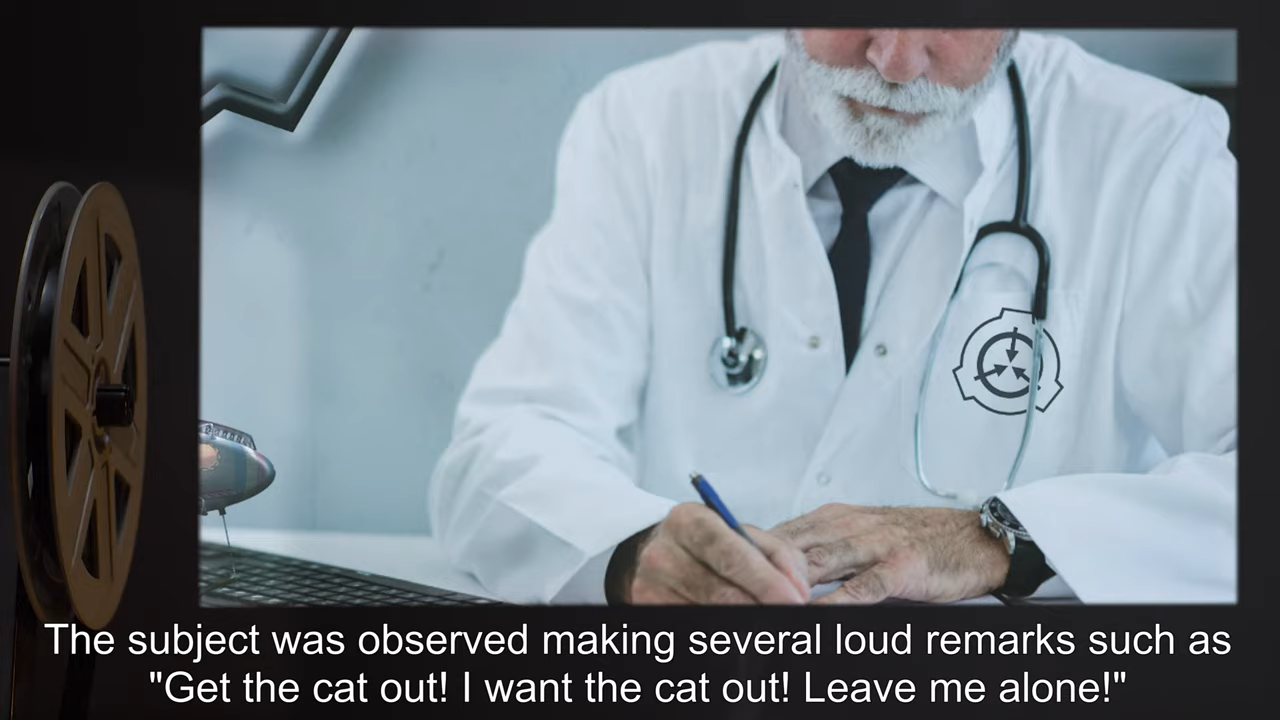 The subject was observed making several loud remarks such as
"Get the cat out! I want the cat out! Leave me alone!"